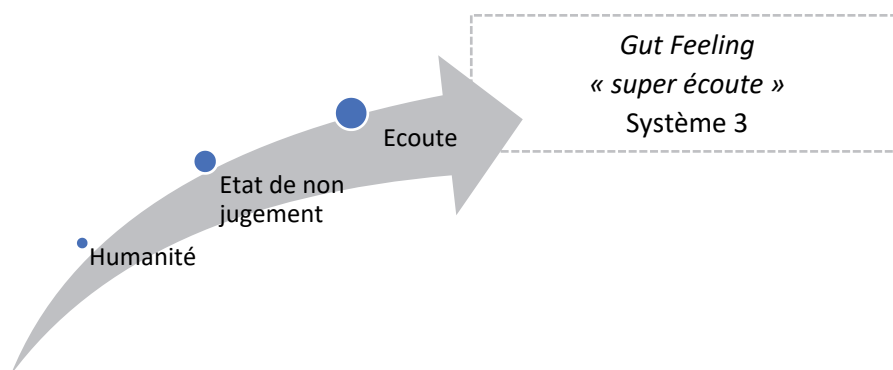 Gut Feeling
« super écoute »
Système 3
Ecoute
Etat de non
jugement
Humanité